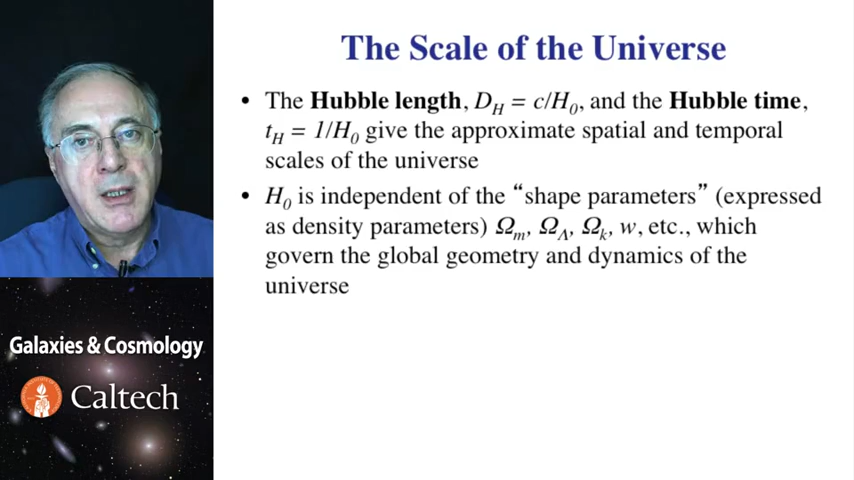 The Scale of the Universe
• The Hubble length, D_H = c/H_0, and the Hubble time,
t_H = 1/H_0 give the approximate spatial and temporal
scales of the universe
• H_0 is independent of the “shape parameters” (expressed
as density parameters) Ω_m, Ω_Λ, Ω_k, w, etc., which
govern the global geometry and dynamics of the
universe
Galaxies & Cosmology
Caltech